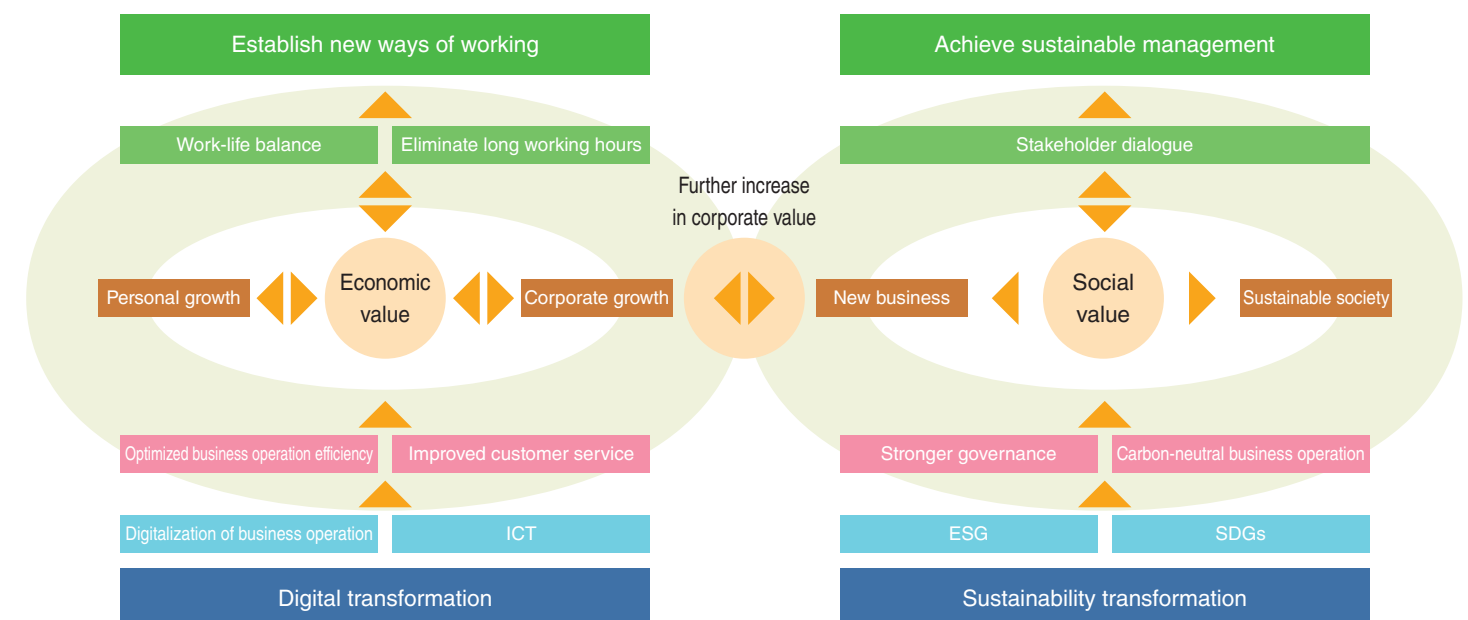 Establish new ways of working
Achieve sustainable management
Work-life balance
Eliminate long working hours
Stakeholder dialogue
Further increase
in corporate value
Personal growth
Economic
value
Corporate growth
New business
Social
value
Sustainable society
Optimized business operation efficiency
Improved customer service
Stronger governance
Carbon-neutral business operation
Digitalization of business operation
ICT
ESG
SDGs
Digital transformation
Sustainability transformation